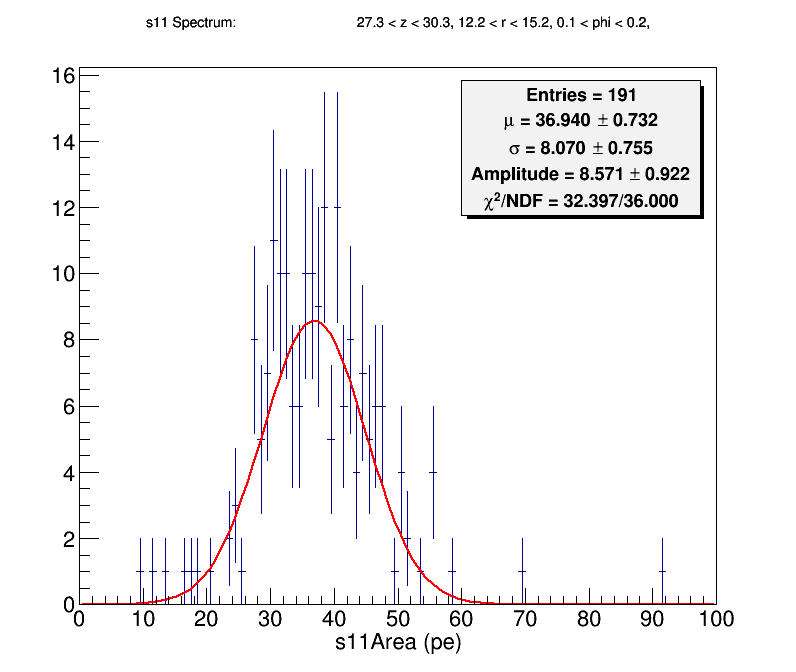 s11 Spectrum: 27.3 < z < 30.3, 12.2 < r < 15.2, 0.1 < phi < 0.2,
Entries = 191
μ = 36.940 ± 0.732
σ = 8.070 ± 0.755
Amplitude = 8.571 ± 0.922
χ²/NDF = 32.397/36.000
16
14
12
10
8
6
4
2
0
0 10 20 30 40 50 60 70 80 90 100
s11Area (pe)